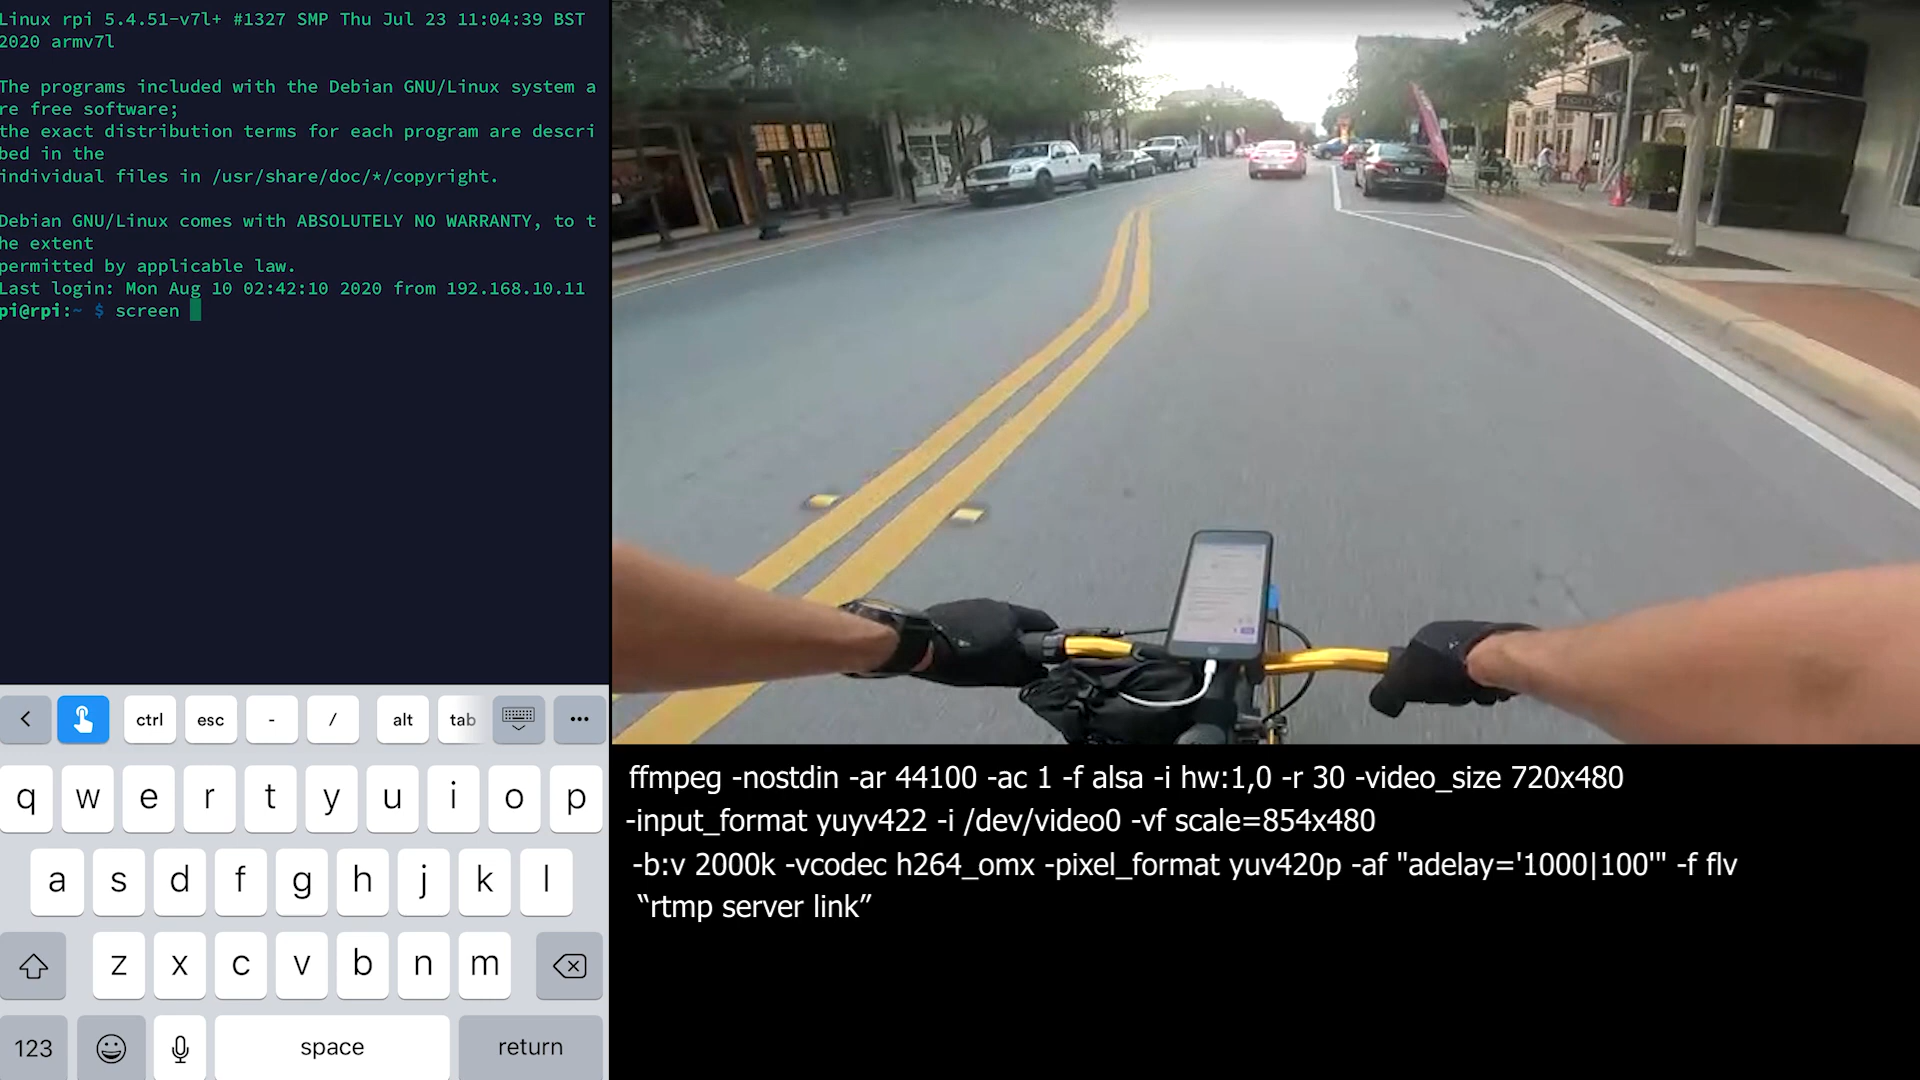 Linux rpi 5.4.51-v7l+ #1327 SMP Thu Jul 23 11:04:39 BST
2020 armv7l
The programs included with the Debian GNU/Linux system a
re free software;
the exact distribution terms for each program are descri
bed in the
individual files in /usr/share/doc/*/copyright.
Debian GNU/Linux comes with ABSOLUTELY NO WARRANTY, to t
he extent
permitted by applicable law.
Last login: Mon Aug 10 02:42:10 2020 from 192.168.10.11
pi@rpi:~ $ screen
ctrl esc - / alt tab •••
q w e r t y u i o p
a s d f g h j k l
z x c v b n m
123 space return
ffmpeg -nostdin -ar 44100 -ac 1 -f alsa -i hw:1,0 -r 30 -video_size 720x480
-input_format yuyv422 -i /dev/video0 -vf scale=854x480
-b:v 2000k -vcodec h264_omx -pixel_format yuv420p -af "adelay='1000|100'" -f flv
“rtmp server link”